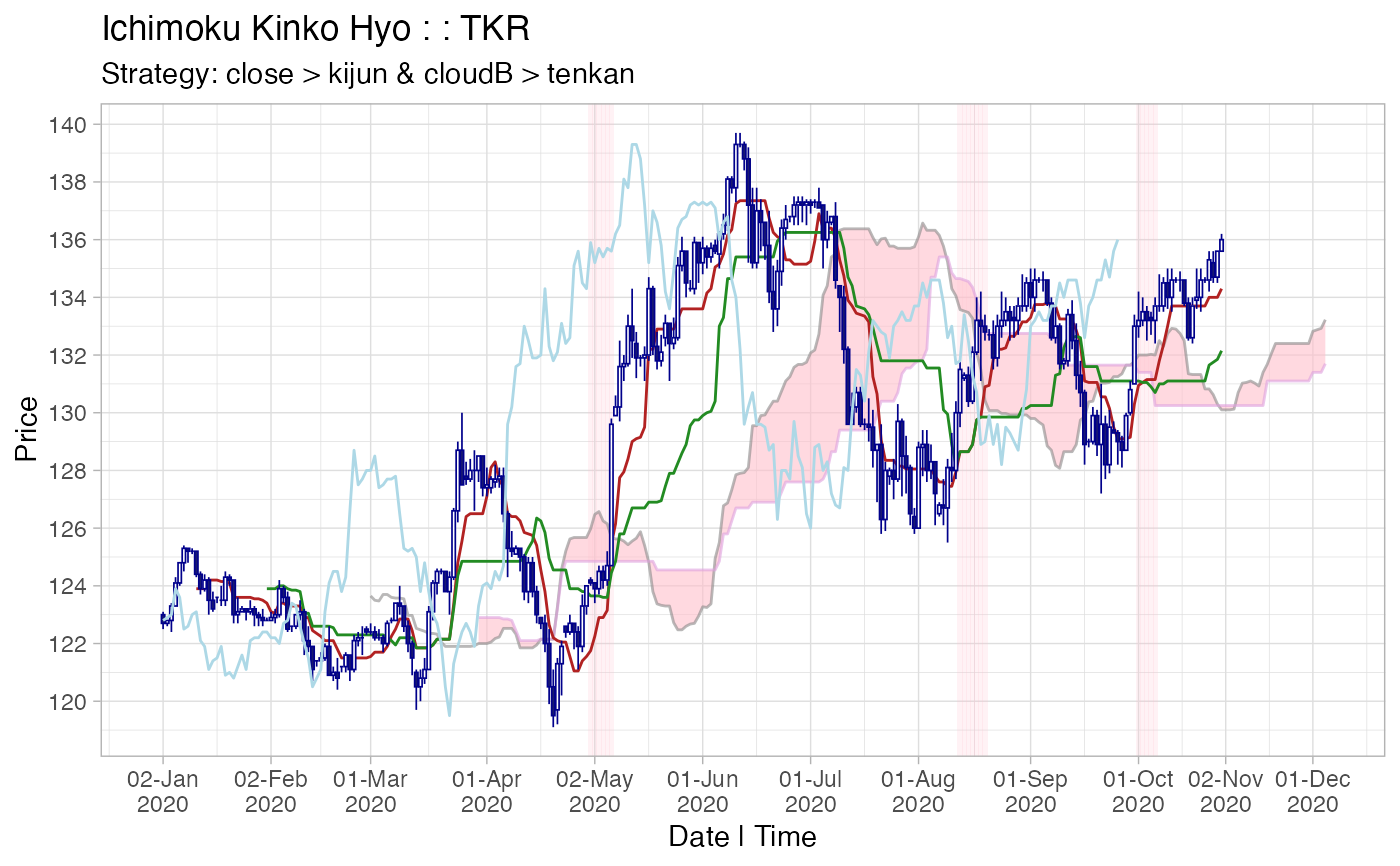 Ichimoku Kinko Hyo : : TKR
Strategy: close > kijun & cloudB > tenkan
140
138
136
134
132
130
128
126
124
122
120
Price
02-Jan 02-Feb 01-Mar 01-Apr 02-May 01-Jun 01-Jul 01-Aug 01-Sep 01-Oct 02-Nov 01-Dec
2020 2020 2020 2020 2020 2020 2020 2020 2020 2020 2020 2020
Date | Time